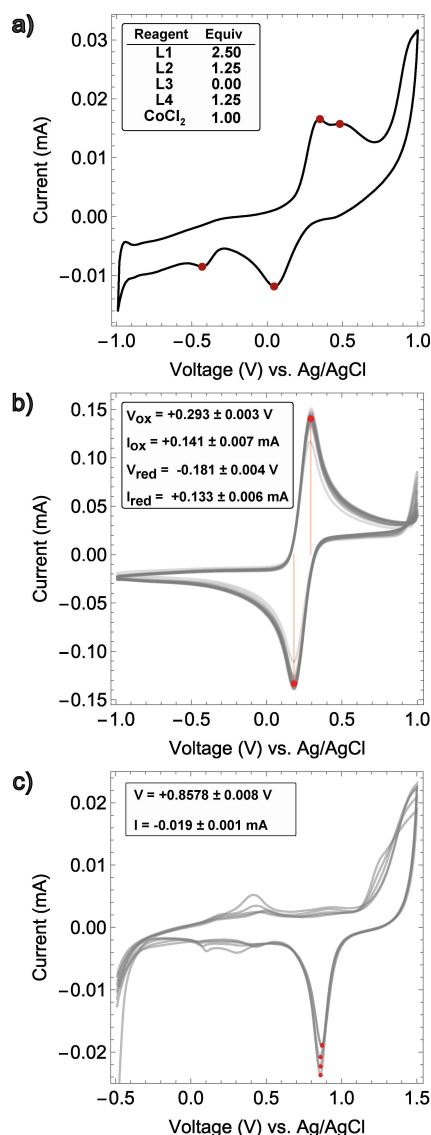 a)
Reagent Equiv
L1 2.50
L2 1.25
L3 0.00
L4 1.25
CoCl₂ 1.00
0.03
0.02
0.01
0.00
−0.01
Current (mA)
−1.0 −0.5 0.0 0.5 1.0
Voltage (V) vs. Ag/AgCl
b)
Vox = +0.293 ± 0.003 V
Iox = +0.141 ± 0.007 mA
Vred = -0.181 ± 0.004 V
Ired = +0.133 ± 0.006 mA
0.15
0.10
0.05
0.00
−0.05
−0.10
−0.15
Current (mA)
−1.0 −0.5 0.0 0.5 1.0
Voltage (V) vs. Ag/AgCl
c)
V = +0.8578 ± 0.008 V
I = -0.019 ± 0.001 mA
0.02
0.01
0.00
−0.01
−0.02
Current (mA)
−0.5 0.0 0.5 1.0 1.5
Voltage (V) vs. Ag/AgCl